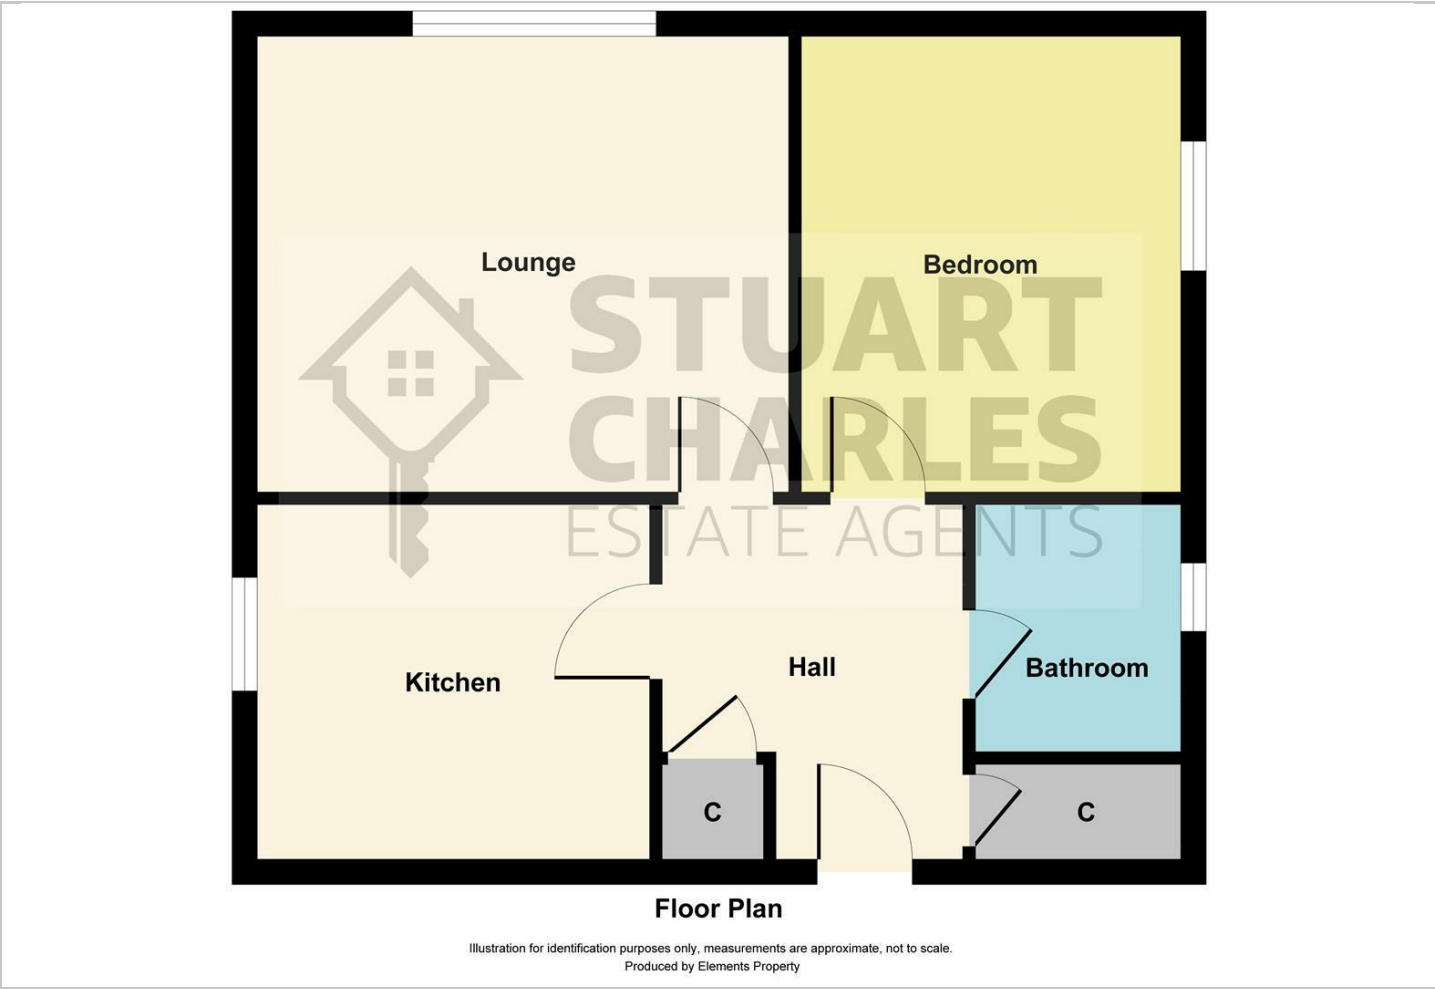 Lounge
Bedroom
STUART
CHARLES
ESTATE AGENTS
Kitchen
Hall
Bathroom
C
C
Floor Plan
Illustration for identification purposes only, measurements are approximate, not to scale.
Produced by Elements Property